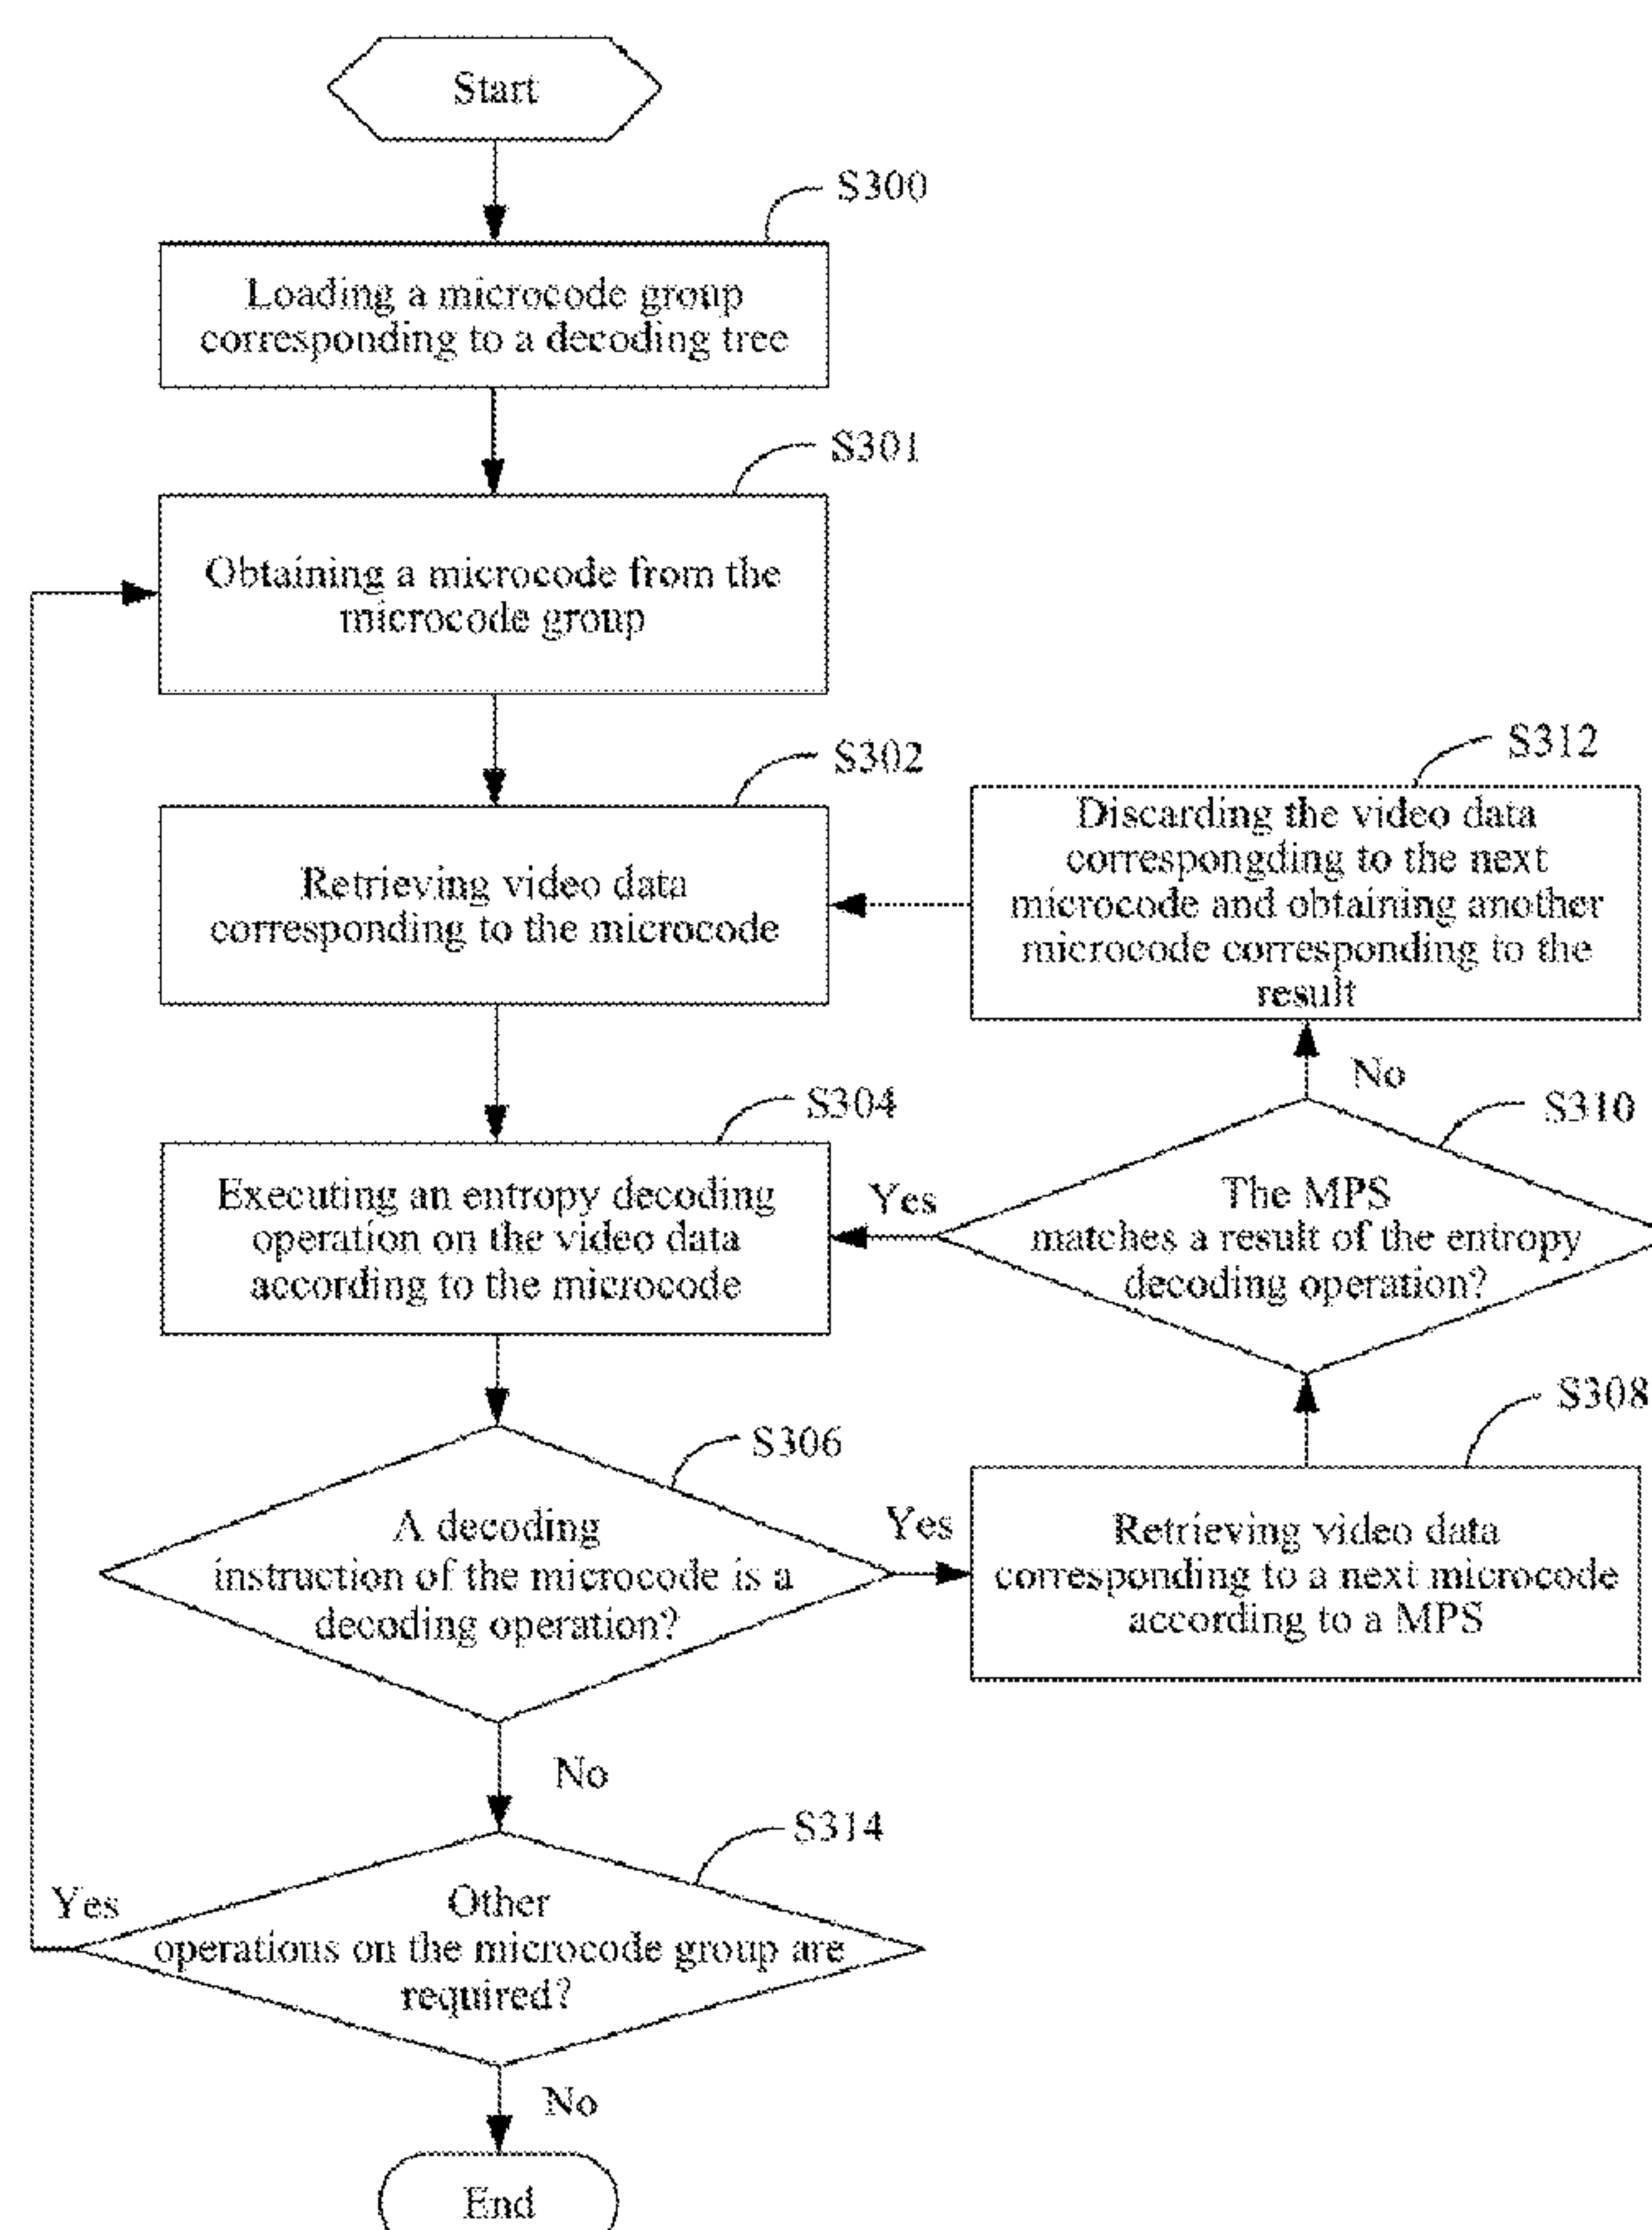 Start
S300
Loading a microcode group
corresponding to a decoding tree
S301
Obtaining a microcode from the
microcode group
S302
Retrieving video data
corresponding to the microcode
S312
Discarding the video data
correspongding to the next
microcode and obtaining another
microcode corresponding to the
result
No
S304
Executing an entropy decoding
operation on the video data
according to the microcode
Yes
S310
The MPS
matches a result of the entropy
decoding operation?
S306
A decoding
instruction of the microcode is a
decoding operation?
Yes
S308
Retrieving video data
corresponding to a next microcode
according to a MPS
No
S314
Other
operations on the microcode group are
required?
Yes
No
End